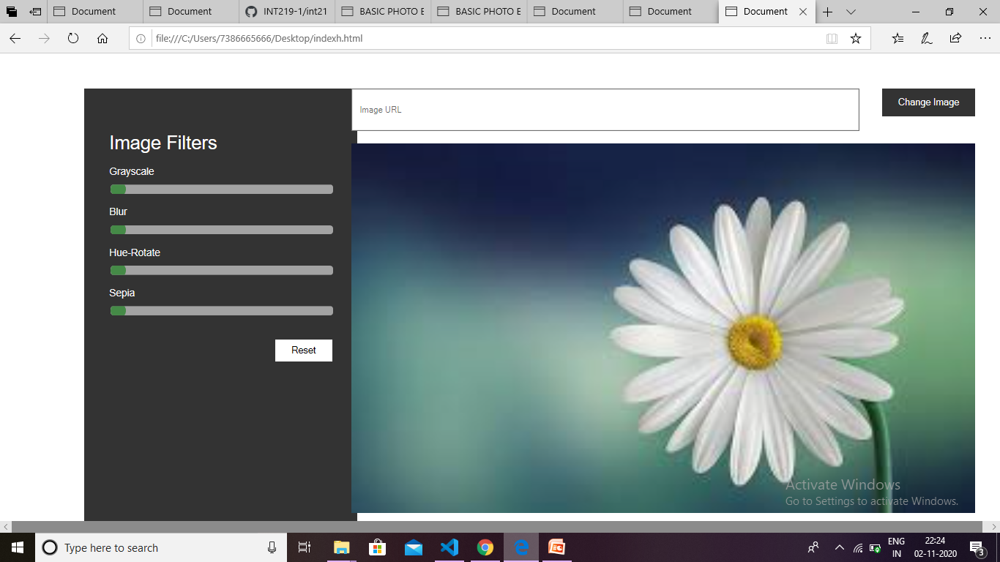 Document
Document
INT219-1/int21
BASIC PHOTO E
BASIC PHOTO E
Document
Document
Document
file:///C:/Users/7386665666/Desktop/indexh.html
Image URL
Change Image
Image Filters
Grayscale
Blur
Hue-Rotate
Sepia
Reset
Activate Windows
Go to Settings to activate Windows.
Type here to search
ENG
IN
22:24
02-11-2020
3